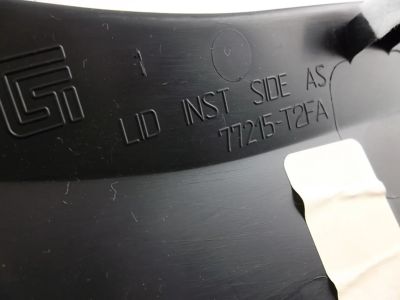 LID INST SIDE AS
77215-T2FA